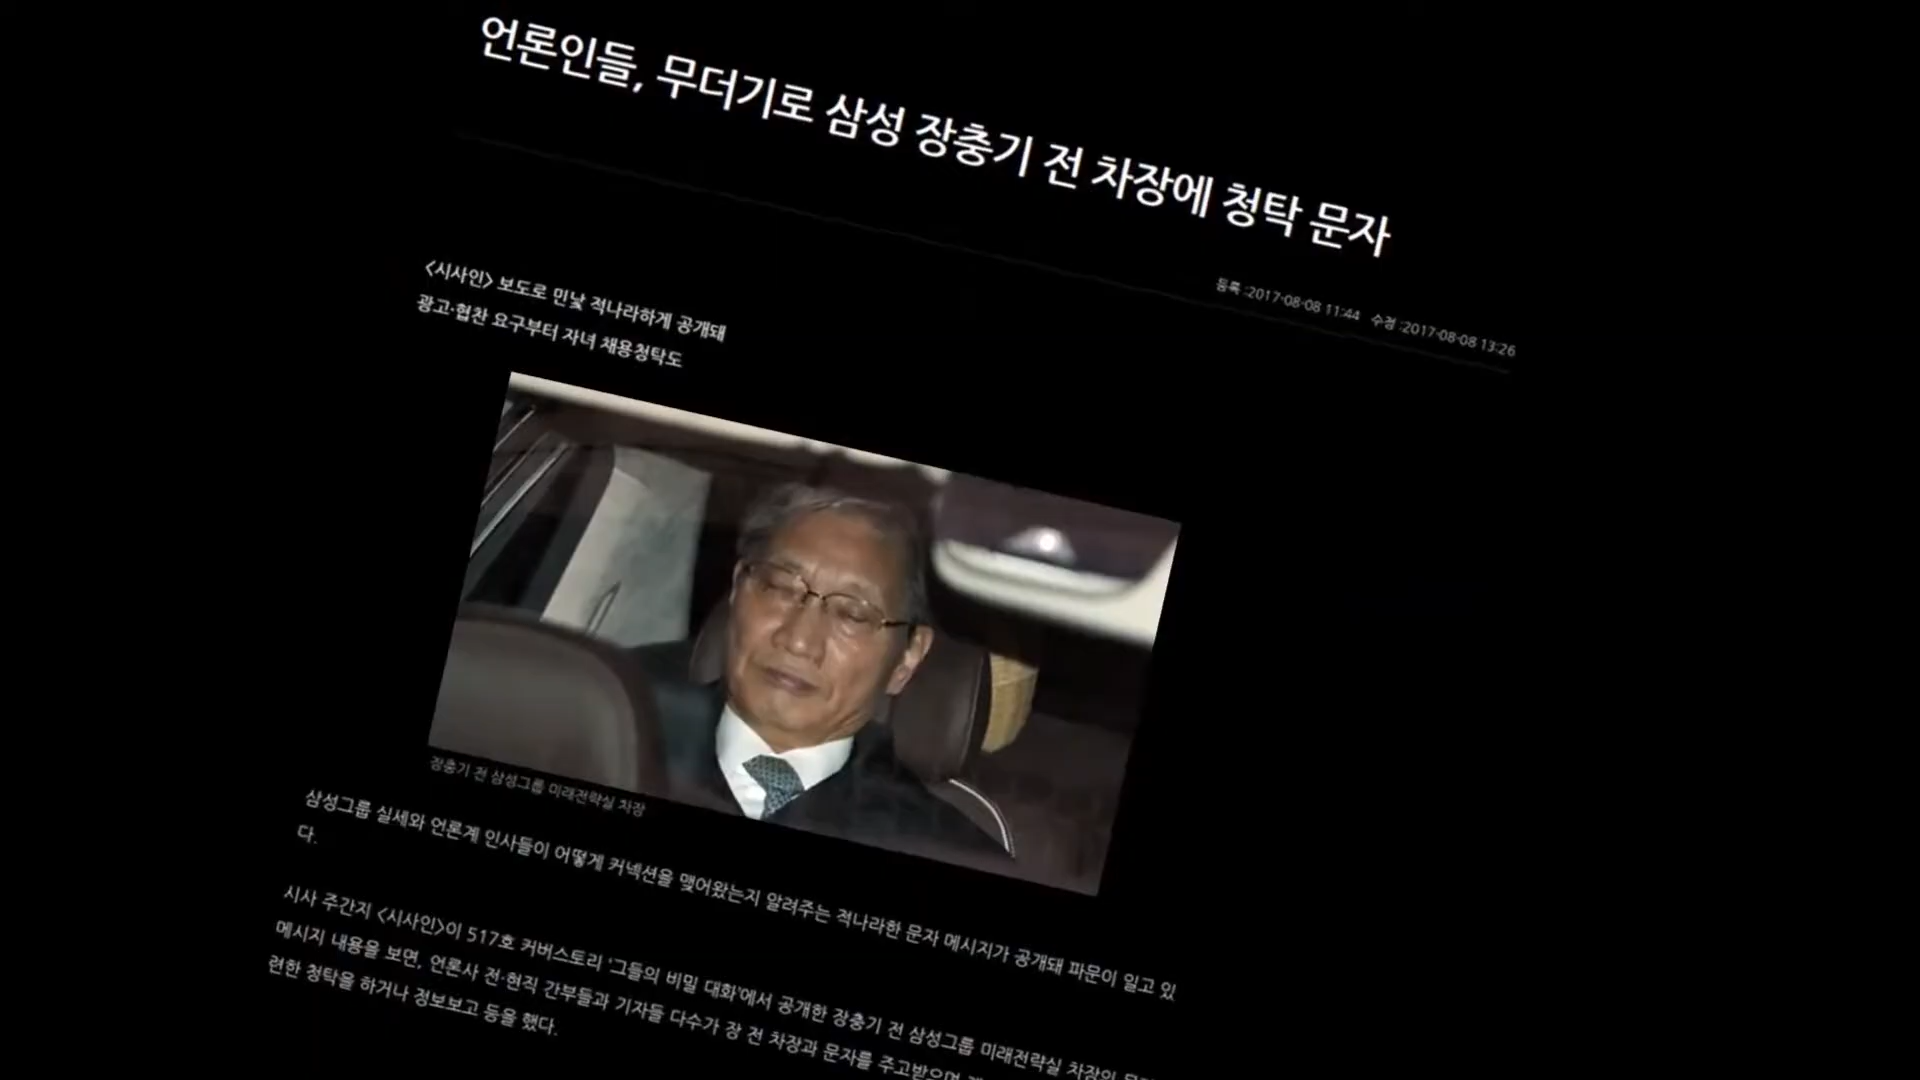 언론인들, 무더기로 삼성 장충기 전 차장에 청탁 문자
등록 :2017-08-08 11:44 수정 :2017-08-08 13:26
<시사인> 보도로 민낯 적나라하게 공개돼
광고·협찬 요구부터 자녀 채용청탁도
장충기 전 삼성그룹 미래전략실 차장
삼성그룹 실세와 언론계 인사들이 어떻게 커넥션을 맺어왔는지 알려주는 적나라한 문자 메시지가 공개돼 파문이 일고 있
다.
시사 주간지 <시사인>이 517호 커버스토리 '그들의 비밀 대화'에서 공개한 장충기 전 삼성그룹 미래전략실 차장의
메시지 내용을 보면, 언론사 전·현직 간부들과 기자들 다수가 장 전 차장과 문자를 주고받으며
련한 청탁을 하거나 정보보고 등을 했다.